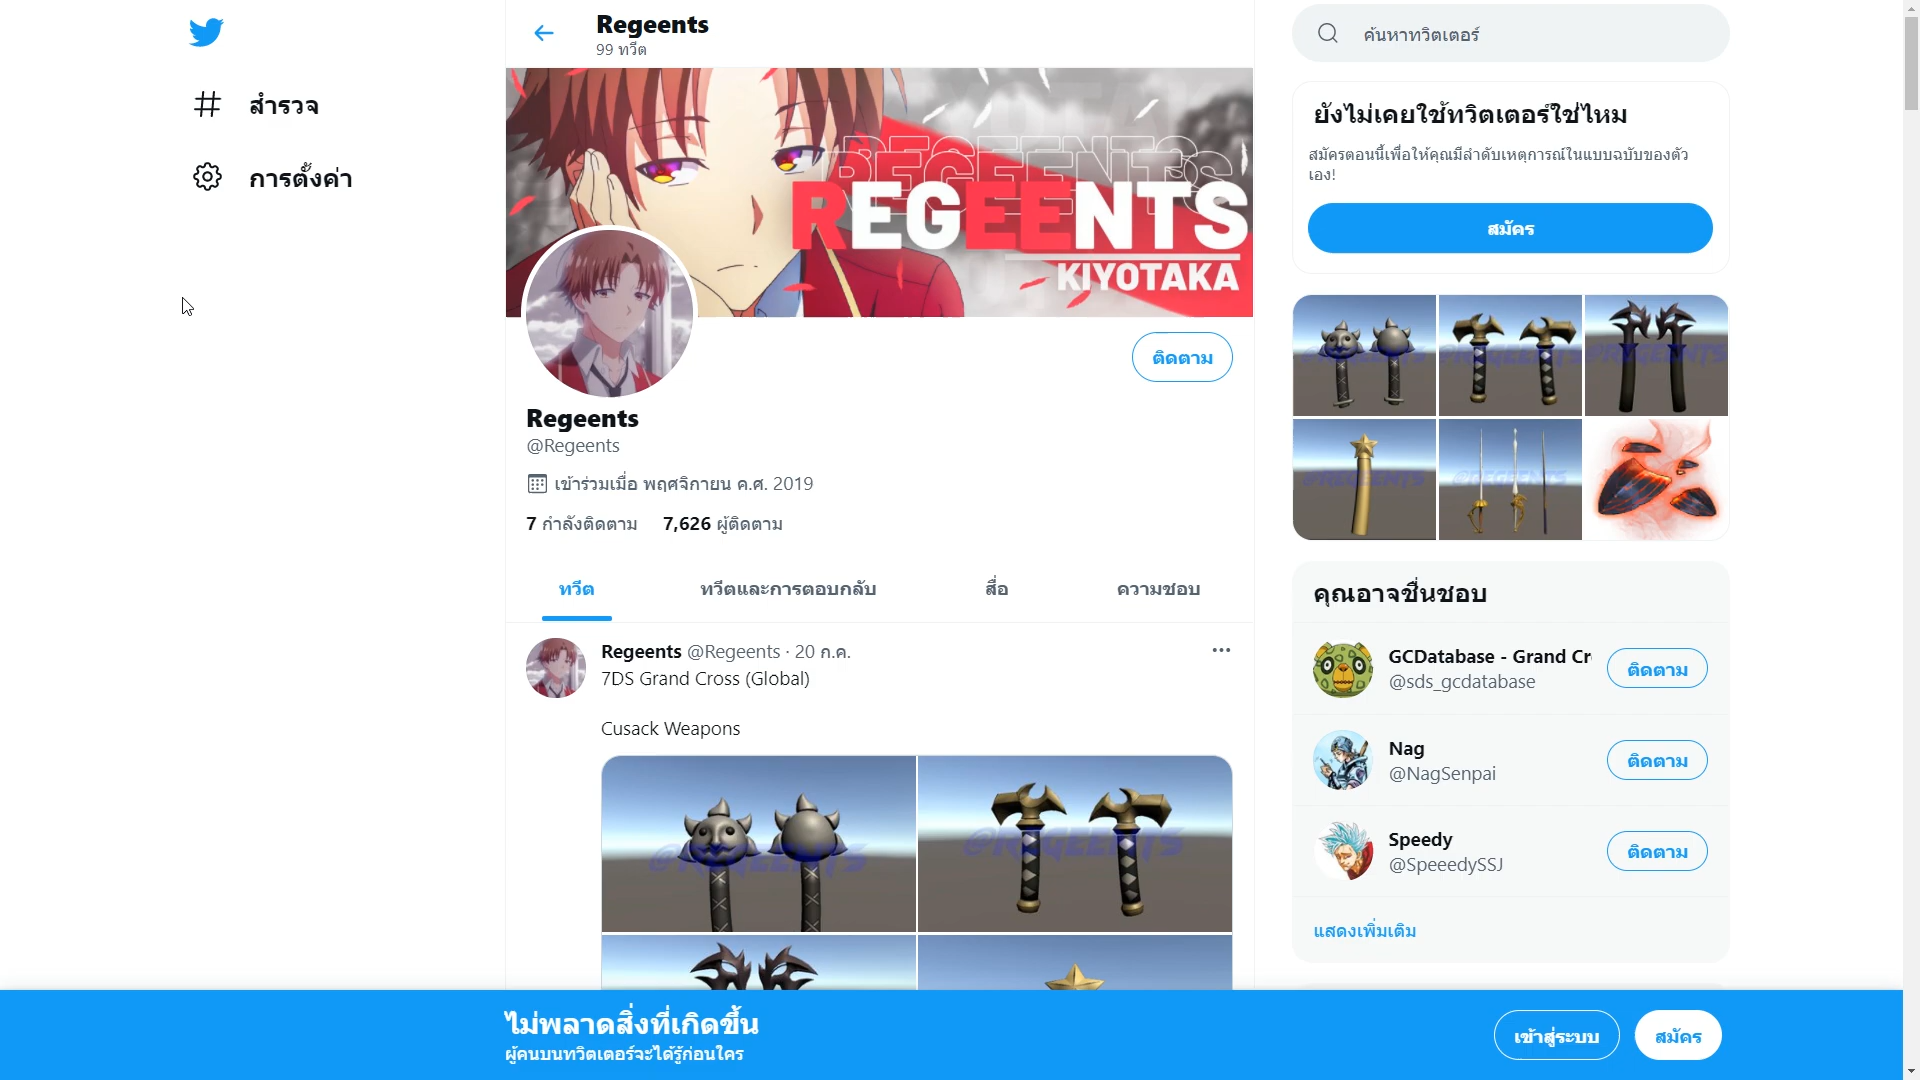 Regeents
99 ทวีต
สำรวจ
การตั้งค่า
REGEENTS
REGEENTS
KIYOTAKA
ติดตาม
Regeents
@Regeents
เข้าร่วมเมื่อ พฤศจิกายน ค.ศ. 2019
7 กำลังติดตาม 7,626 ผู้ติดตาม
ทวีต ทวีตและการตอบกลับ สื่อ ความชอบ
Regeents @Regeents · 20 ก.ค.
7DS Grand Cross (Global)
Cusack Weapons
@REGEENTS
@REGEENTS
ค้นหาทวิตเตอร์
ยังไม่เคยใช้ทวิตเตอร์ใช่ไหม
สมัครตอนนี้เพื่อให้คุณมีลำดับเหตุการณ์ในแบบฉบับของตัว
เอง!
สมัคร
@REGEENTS
@REGEENTS
@REGEENTS
@REGEENTS
@REGEENTS
คุณอาจชื่นชอบ
GCDatabase - Grand Cr
@sds_gcdatabase
ติดตาม
Nag
@NagSenpai
ติดตาม
Speedy
@SpeeedySSJ
ติดตาม
แสดงเพิ่มเติม
ไม่พลาดสิ่งที่เกิดขึ้น
ผู้คนบนทวิตเตอร์จะได้รู้ก่อนใคร
เข้าสู่ระบบ
สมัคร